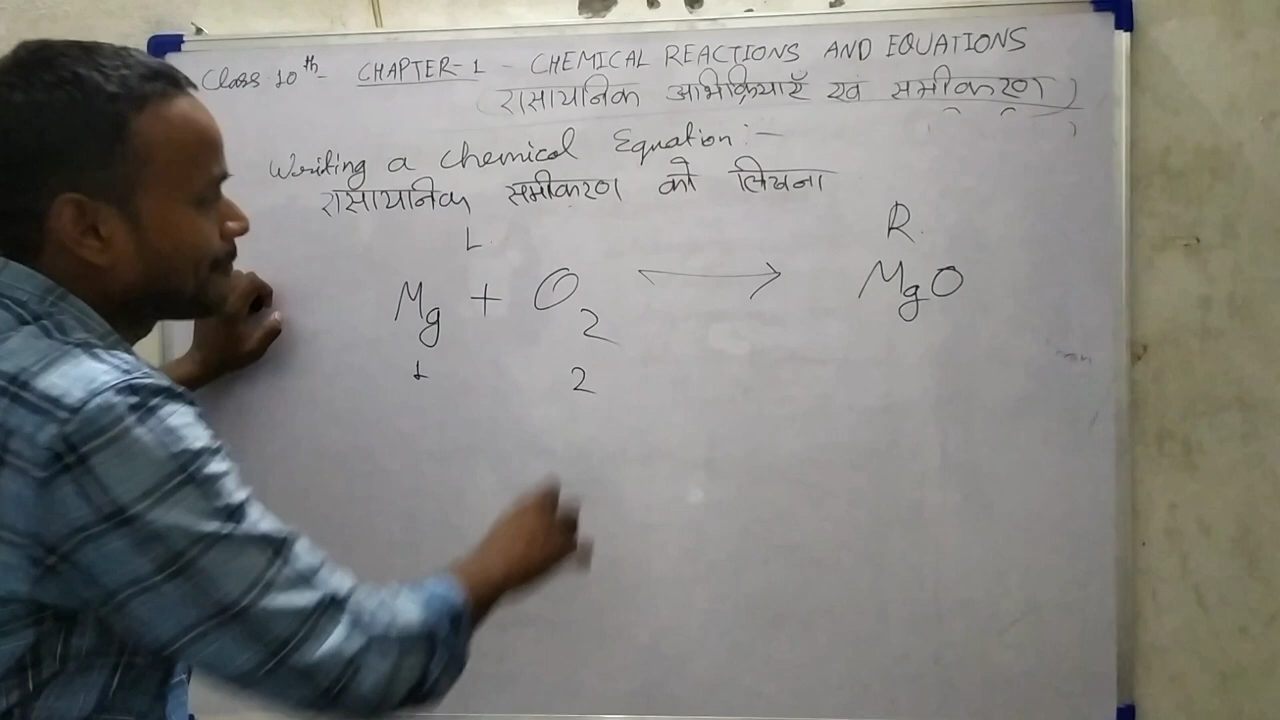 Class 10th - CHAPTER-1 - CHEMICAL REACTIONS AND EQUATIONS
(रासायनिक अभिक्रियाएँ एवं समीकरण)
Writing a Chemical Equation:-
रासायनिक समीकरण को लिखना
L. R.
Mg + O2 → MgO
1 2